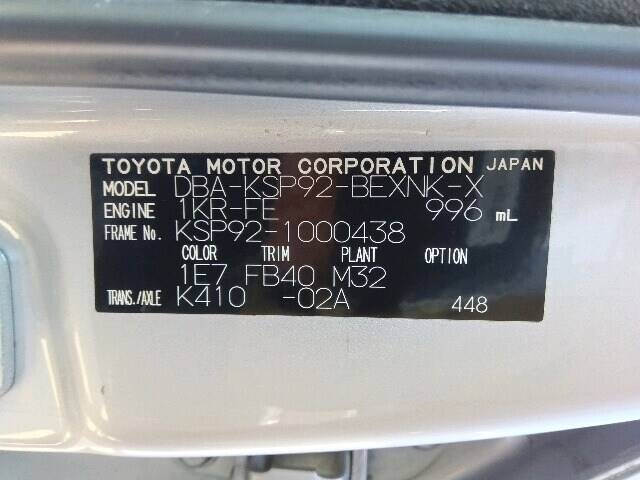 TOYOTA MOTOR CORPORATION JAPAN
MODEL DBA-KSP92-BEXNK-X
ENGINE 1KR-FE 996 mL
FRAME No. KSP92-1000438
COLOR TRIM PLANT OPTION
1E7 FB40 M32
TRANS./AXLE K410 -02A 448